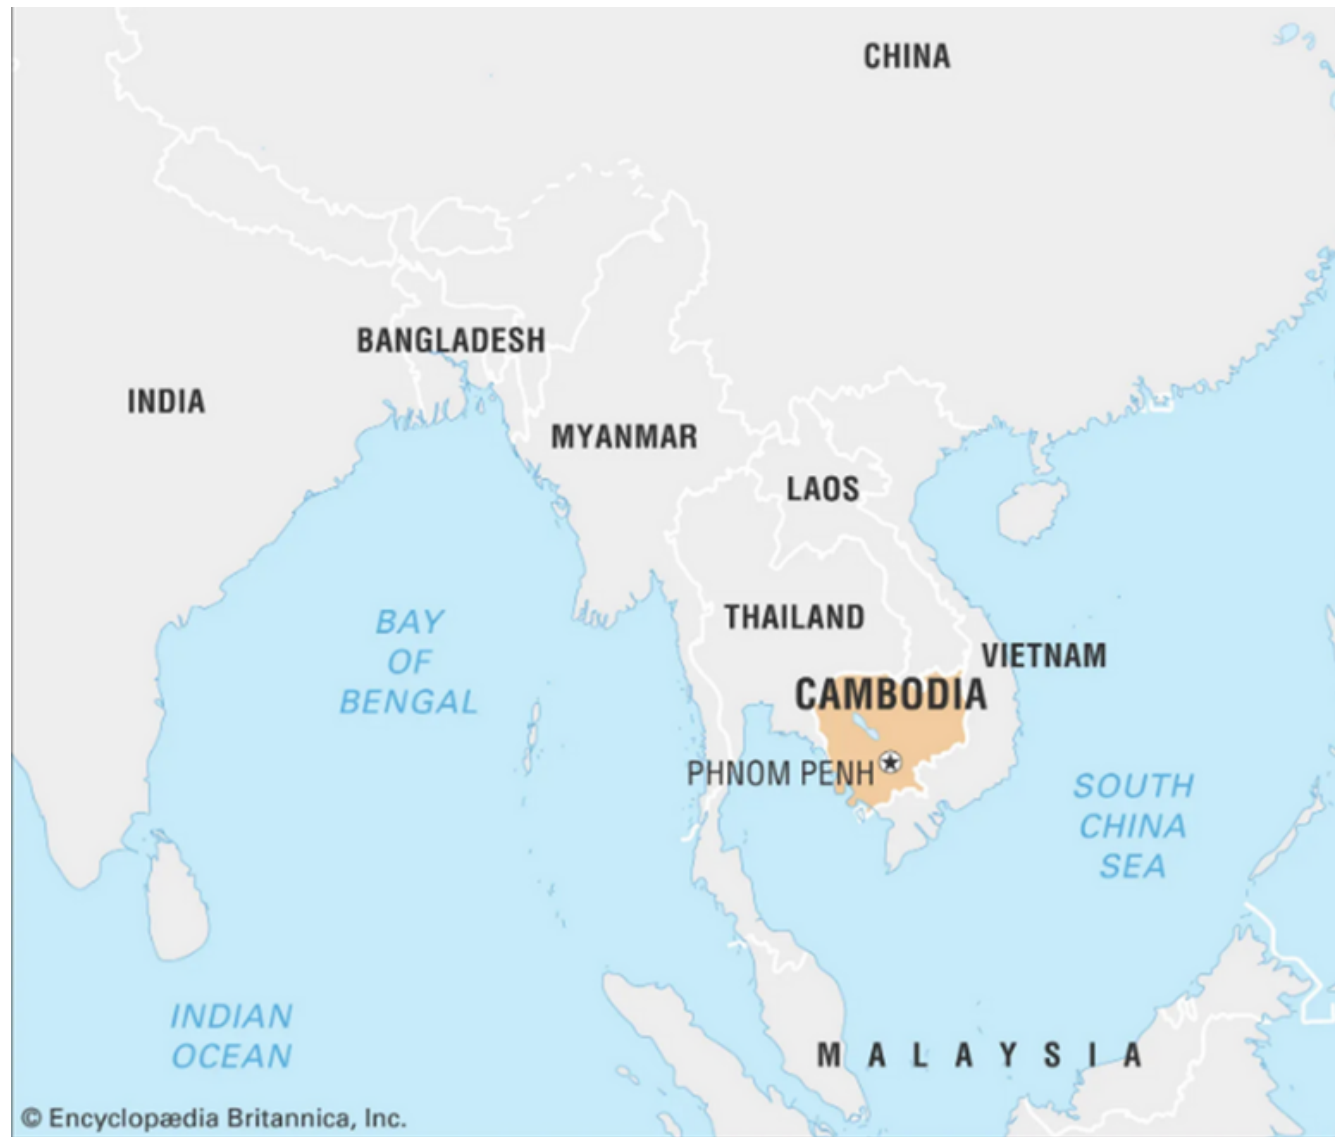 CHINA
BANGLADESH
INDIA
MYANMAR
LAOS
THAILAND
VIETNAM
CAMBODIA
PHNOM PENH
BAY
OF
BENGAL
SOUTH
CHINA
SEA
INDIAN
OCEAN
MALAYSIA
© Encyclopædia Britannica, Inc.